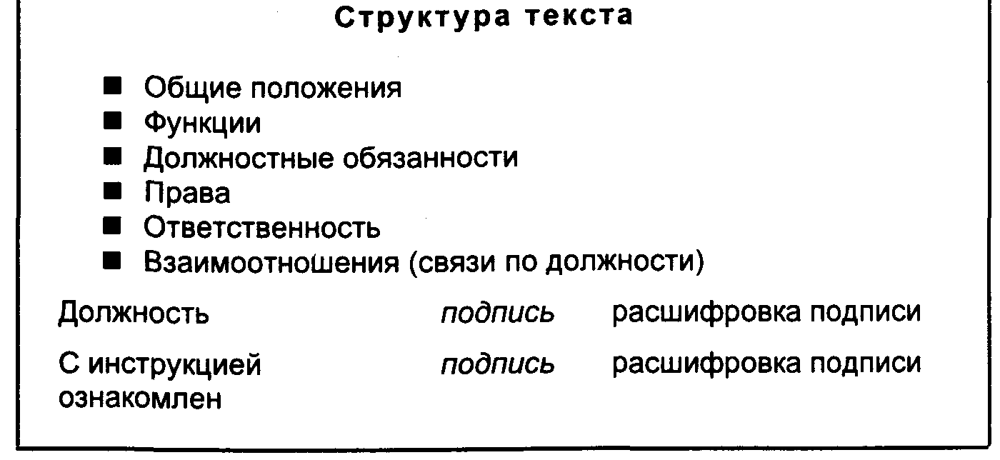 Структура текста
■ Общие положения
■ Функции
■ Должностные обязанности
■ Права
■ Ответственность
■ Взаимоотношения (связи по должности)
Должность подпись расшифровка подписи
С инструкцией подпись расшифровка подписи
ознакомлен